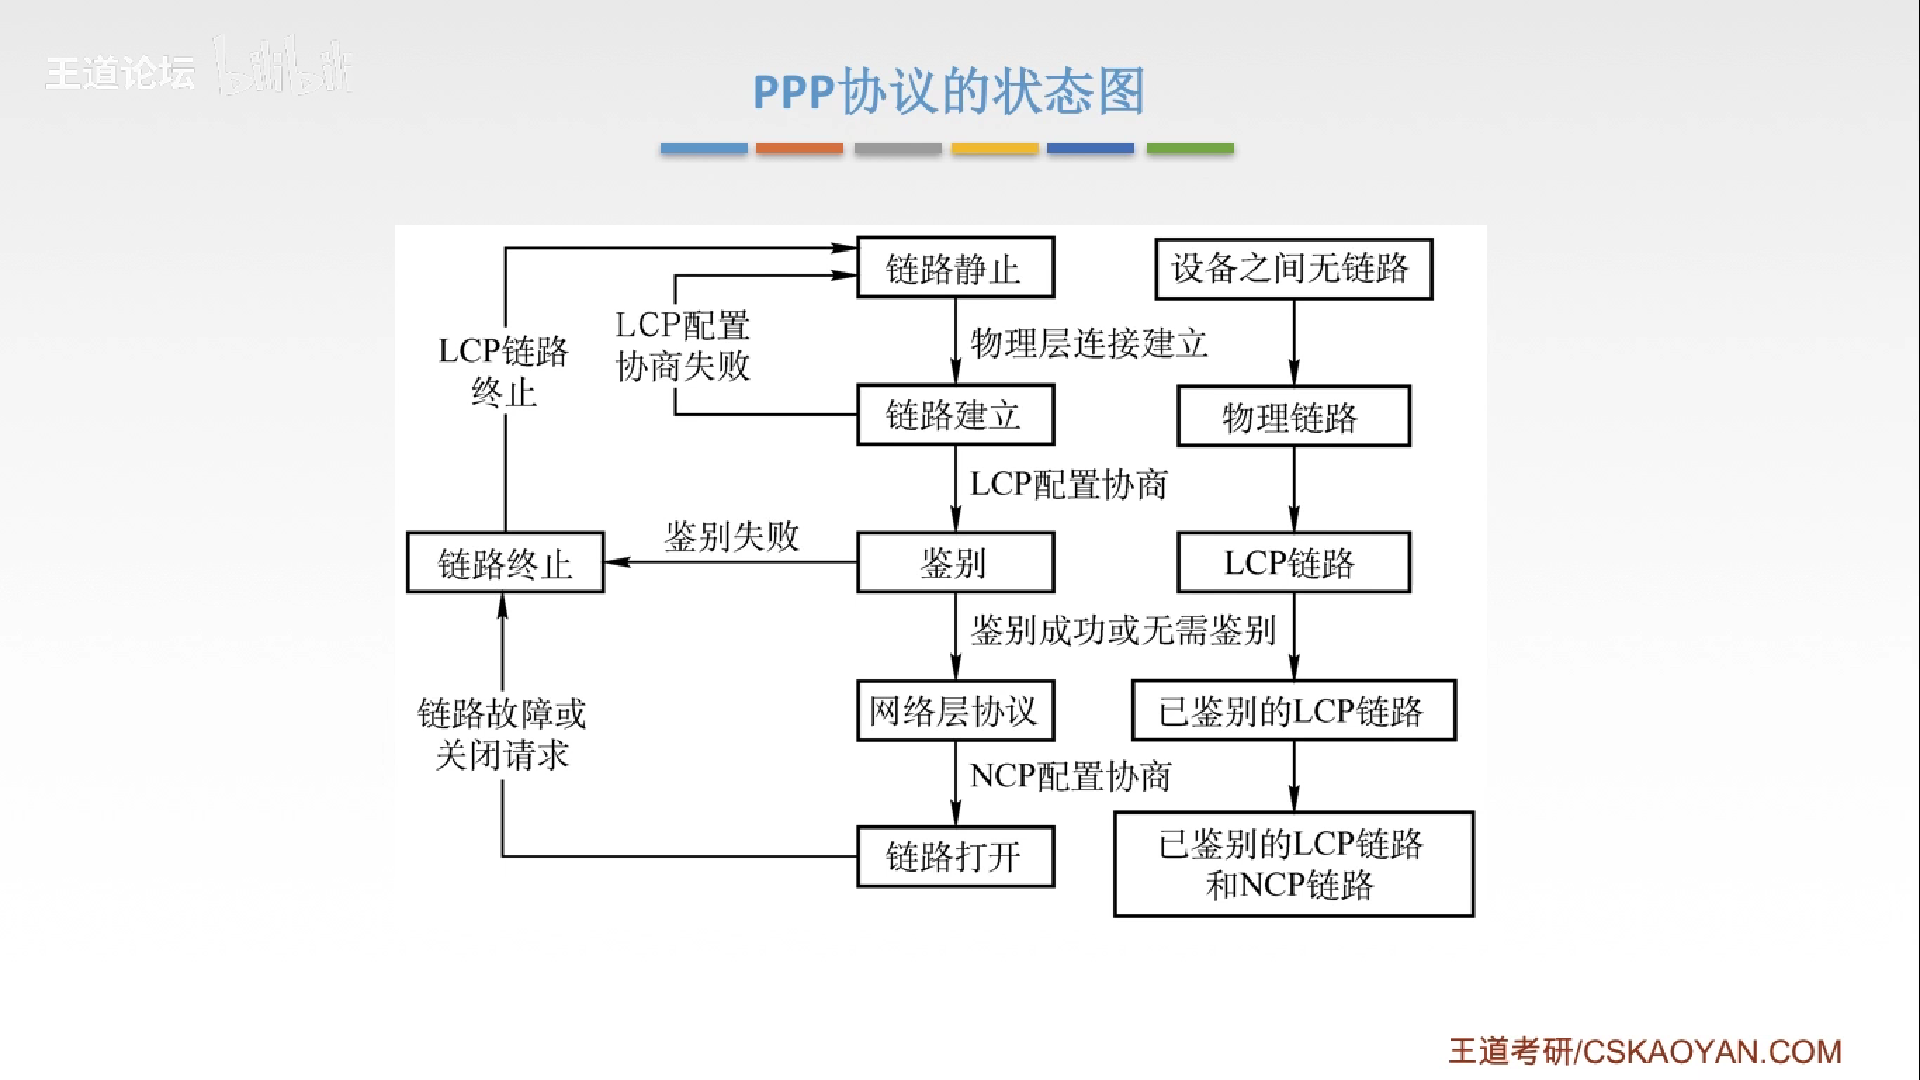 王道论坛 bilibili
PPP协议的状态图
链路静止
设备之间无链路
LCP配置
协商失败
物理层连接建立
LCP链路
终止
链路建立
物理链路
LCP配置协商
鉴别失败
链路终止
鉴别
LCP链路
鉴别成功或无需鉴别
链路故障或
关闭请求
网络层协议
已鉴别的LCP链路
NCP配置协商
链路打开
已鉴别的LCP链路
和NCP链路
王道考研/CSKAOYAN.COM